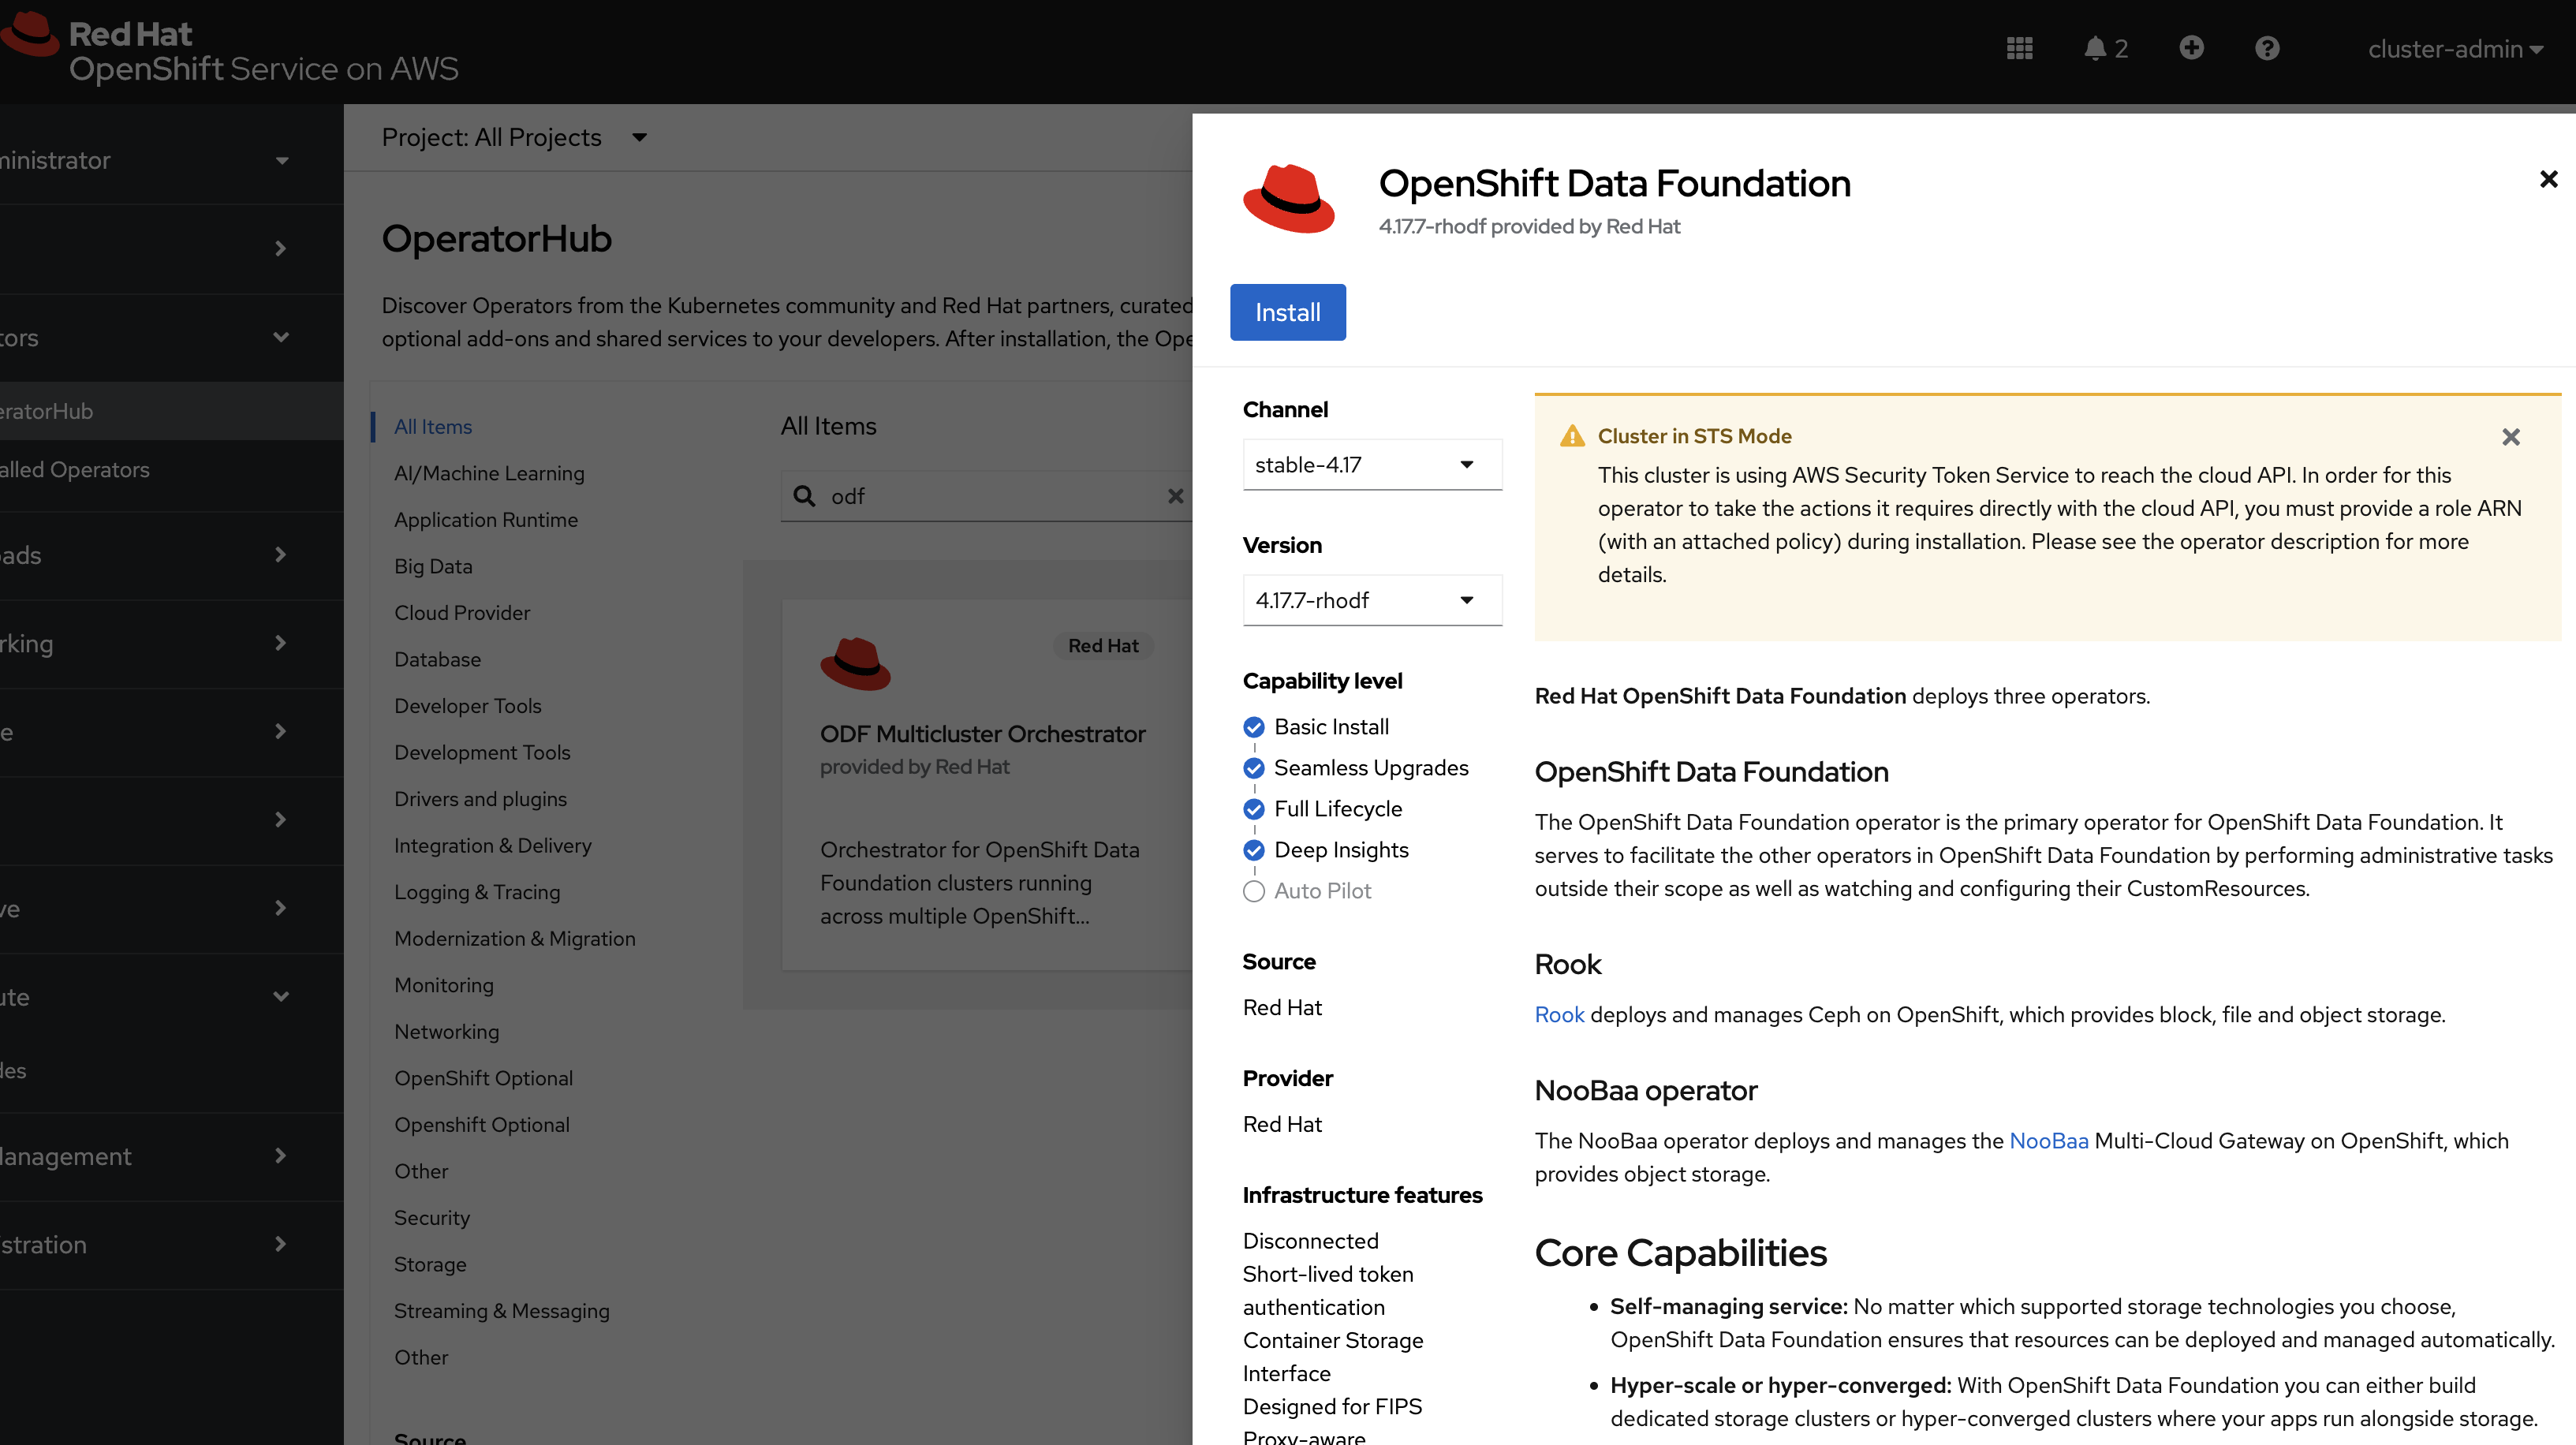 Red Hat
OpenShift Service on AWS
2
cluster-admin
ministrator
tors
eratorHub
alled Operators
oads
rking
e
ve
ute
des
Management
stration
Project: All Projects
OperatorHub
Discover Operators from the Kubernetes community and Red Hat partners, curated
optional add-ons and shared services to your developers. After installation, the Ope
All Items
AI/Machine Learning
Application Runtime
Big Data
Cloud Provider
Database
Developer Tools
Development Tools
Drivers and plugins
Integration & Delivery
Logging & Tracing
Modernization & Migration
Monitoring
Networking
OpenShift Optional
Openshift Optional
Other
Security
Storage
Streaming & Messaging
Other
Source
All Items
odf
Red Hat
ODF Multicluster Orchestrator
provided by Red Hat
Orchestrator for OpenShift Data
Foundation clusters running
across multiple OpenShift...
OpenShift Data Foundation
4.17.7-rhodf provided by Red Hat
Install
Channel
stable-4.17
Version
4.17.7-rhodf
Capability level
Basic Install
Seamless Upgrades
Full Lifecycle
Deep Insights
Auto Pilot
Source
Red Hat
Provider
Red Hat
Infrastructure features
Disconnected
Short-lived token
authentication
Container Storage
Interface
Designed for FIPS
Proxy-aware
Cluster in STS Mode
This cluster is using AWS Security Token Service to reach the cloud API. In order for this
operator to take the actions it requires directly with the cloud API, you must provide a role ARN
(with an attached policy) during installation. Please see the operator description for more
details.
Red Hat OpenShift Data Foundation deploys three operators.
OpenShift Data Foundation
The OpenShift Data Foundation operator is the primary operator for OpenShift Data Foundation. It
serves to facilitate the other operators in OpenShift Data Foundation by performing administrative tasks
outside their scope as well as watching and configuring their CustomResources.
Rook
Rook deploys and manages Ceph on OpenShift, which provides block, file and object storage.
NooBaa operator
The NooBaa operator deploys and manages the NooBaa Multi-Cloud Gateway on OpenShift, which
provides object storage.
Core Capabilities
Self-managing service: No matter which supported storage technologies you choose,
OpenShift Data Foundation ensures that resources can be deployed and managed automatically.
Hyper-scale or hyper-converged: With OpenShift Data Foundation you can either build
dedicated storage clusters or hyper-converged clusters where your apps run alongside storage.